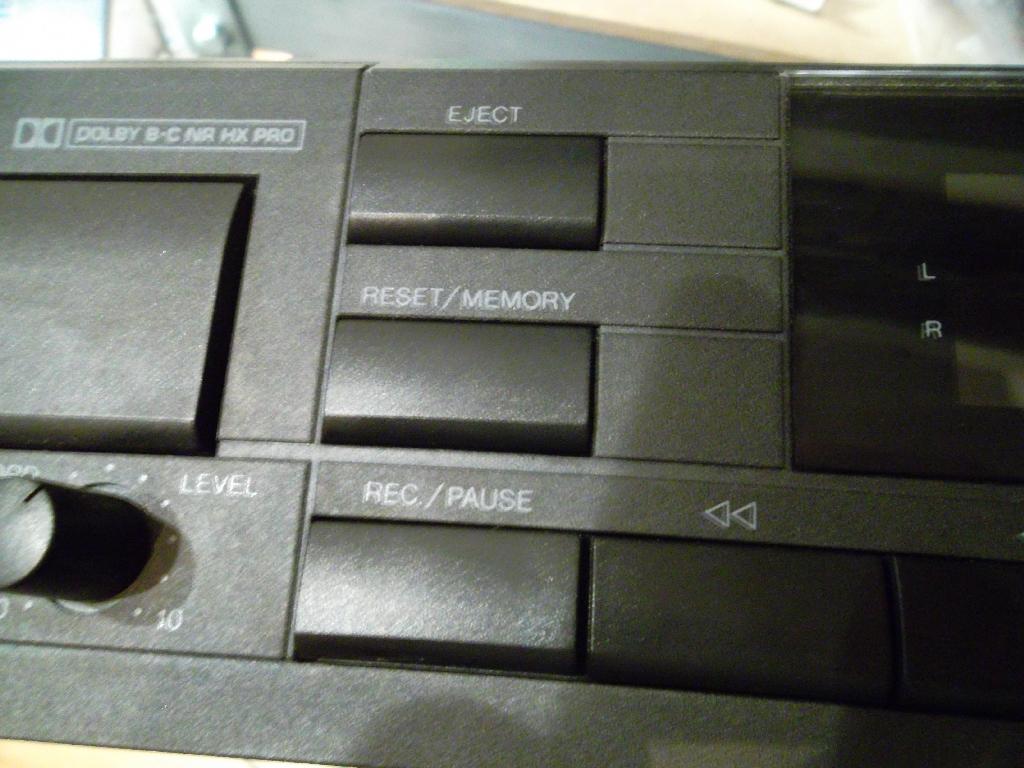 DOLBY B-C NR HX PRO
EJECT
L
RESET/MEMORY
R
LEVEL
REC./PAUSE
10